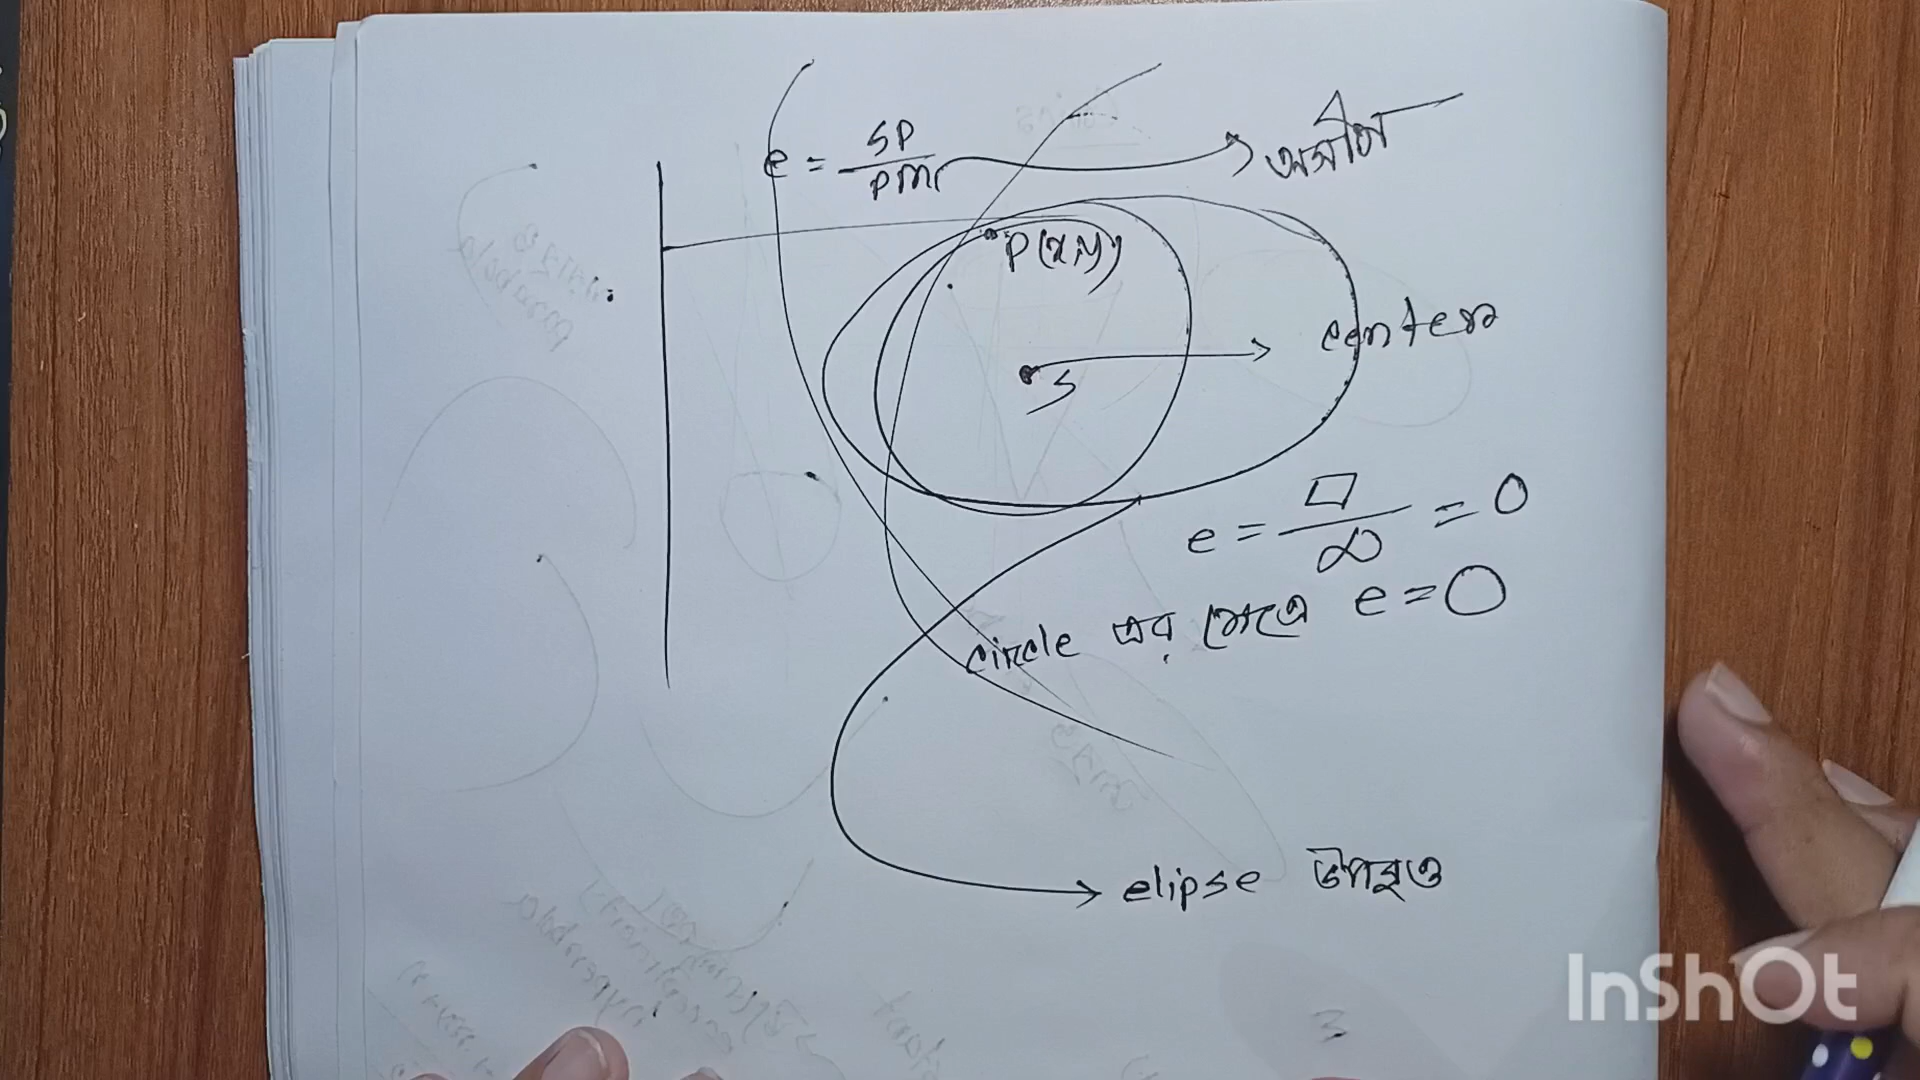 e = SP/PM → অসীম
P(x,y)
S → center
e = □/∞ = 0
circle এর ক্ষেত্রে e = 0
elipse উপবৃত্ত
InShOt